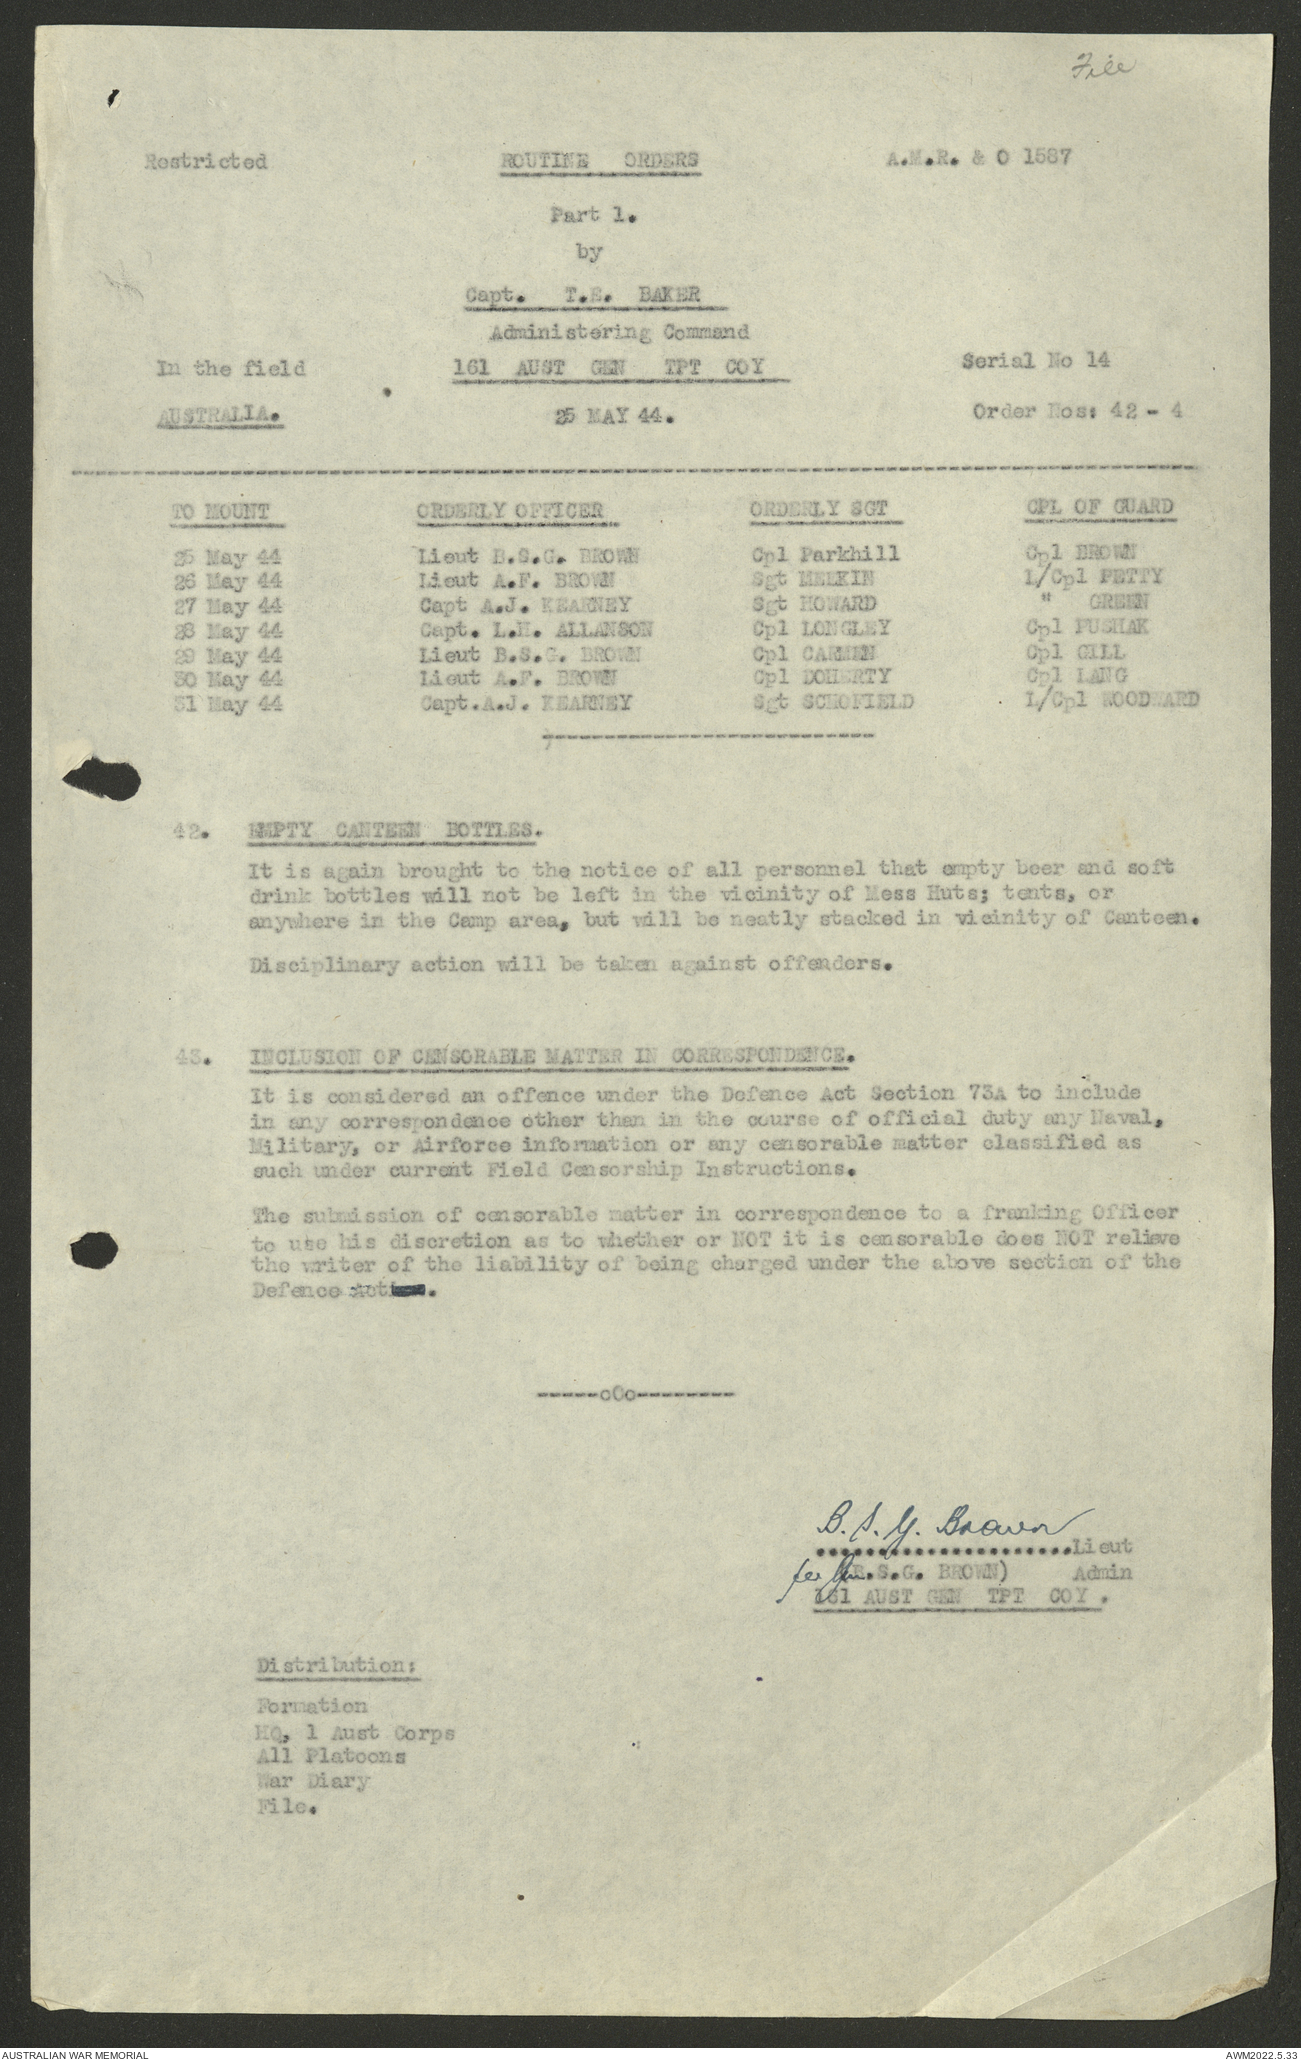 File
Restricted ROUTINE ORDERS A.M.R. & O 1587
Part 1.
by
Capt. T.E. BAKER
Administering Command
In the field 161 AUST GEN TPT COY Serial No 14
AUSTRALIA. 25 MAY 44. Order Nos: 42 - 4
TO MOUNT ORDERLY OFFICER ORDERLY SGT CPL OF GUARD
25 May 44 Lieut B.S.G. BROWN Cpl Parkhill Cpl BROWN
26 May 44 Lieut A.F. BROWN Sgt MELKIN L/Cpl PETTY
27 May 44 Capt A.J. KEARNEY Sgt HOWARD " GREEN
28 May 44 Capt. L.H. ALLANSON Cpl LONGLEY Cpl PUSHAK
29 May 44 Lieut B.S.G. BROWN Cpl CARMEN Cpl GILL
30 May 44 Lieut A.F. BROWN Cpl DOHERTY Cpl LANG
31 May 44 Capt.A.J. KEARNEY Sgt SCHOFIELD L/Cpl WOODWARD
42. EMPTY CANTEEN BOTTLES.
It is again brought to the notice of all personnel that empty beer and soft
drink bottles will not be left in the vicinity of Mess Huts; tents, or
anywhere in the Camp area, but will be neatly stacked in vicinity of Canteen.
Disciplinary action will be taken against offenders.
43. INCLUSION OF CENSORABLE MATTER IN CORRESPONDENCE.
It is considered an offence under the Defence Act Section 73A to include
in any correspondence other than in the course of official duty any Naval,
Military, or Airforce information or any censorable matter classified as
such under current Field Censorship Instructions.
The submission of censorable matter in correspondence to a franking Officer
to use his discretion as to whether or NOT it is censorable does NOT relieve
the writer of the liability of being charged under the above section of the
Defence Act.
------oOo----------
B. S. G. Brown
.....................Lieut
(B.S.G. BROWN) Admin
161 AUST GEN TPT COY.
Distribution:
Formation
HQ, 1 Aust Corps
All Platoons
War Diary
File.
AUSTRALIAN WAR MEMORIAL AWM2022.5.33